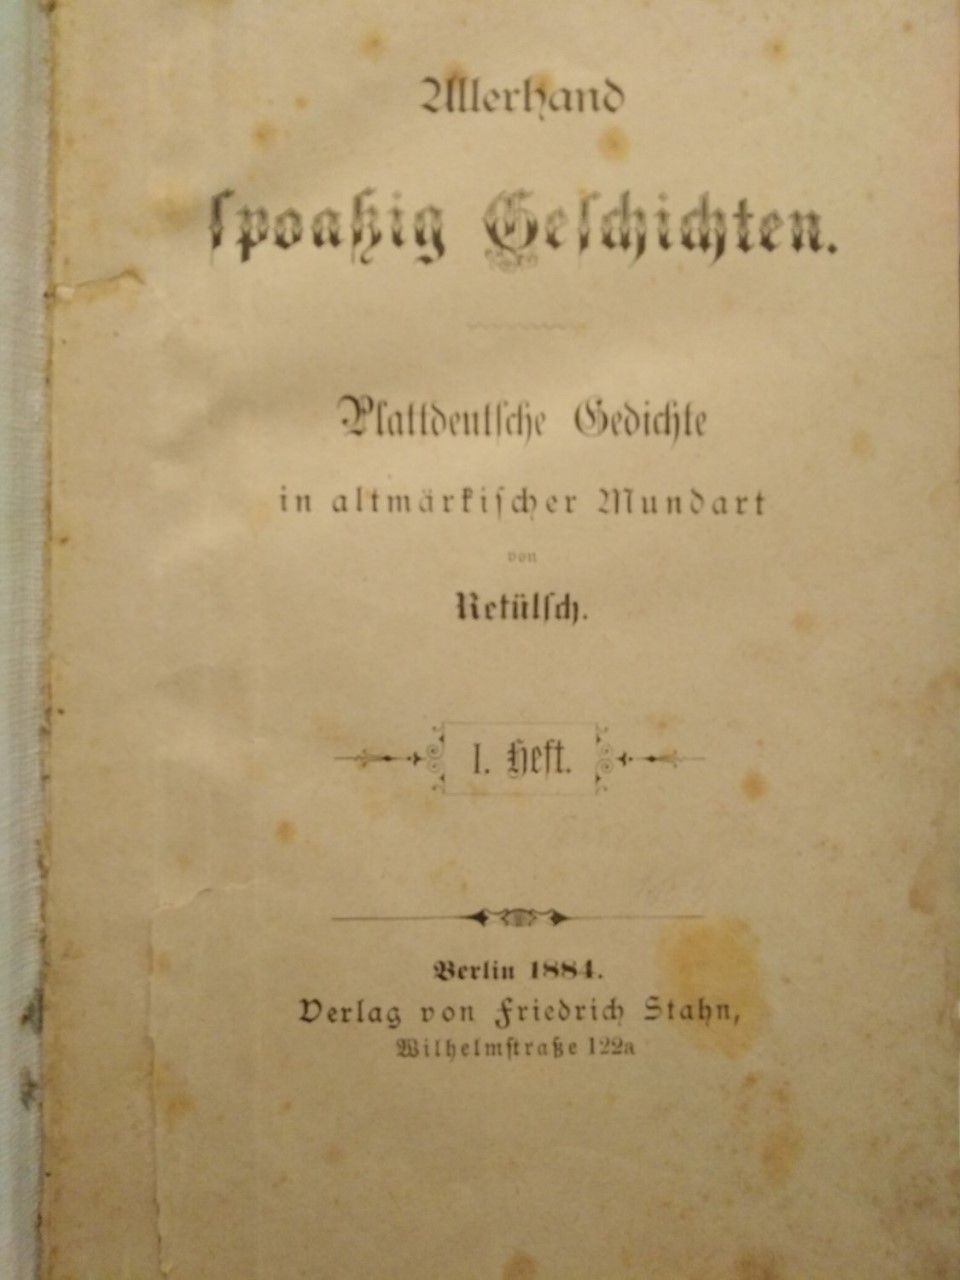 Allerhand
spoaßig Geschichten.
Plattdeutsche Gedichte
in altmärkischer Mundart
von
Retülsch.
I. Heft.
Berlin 1884.
Verlag von Friedrich Stahn,
Wilhelmstraße 122a